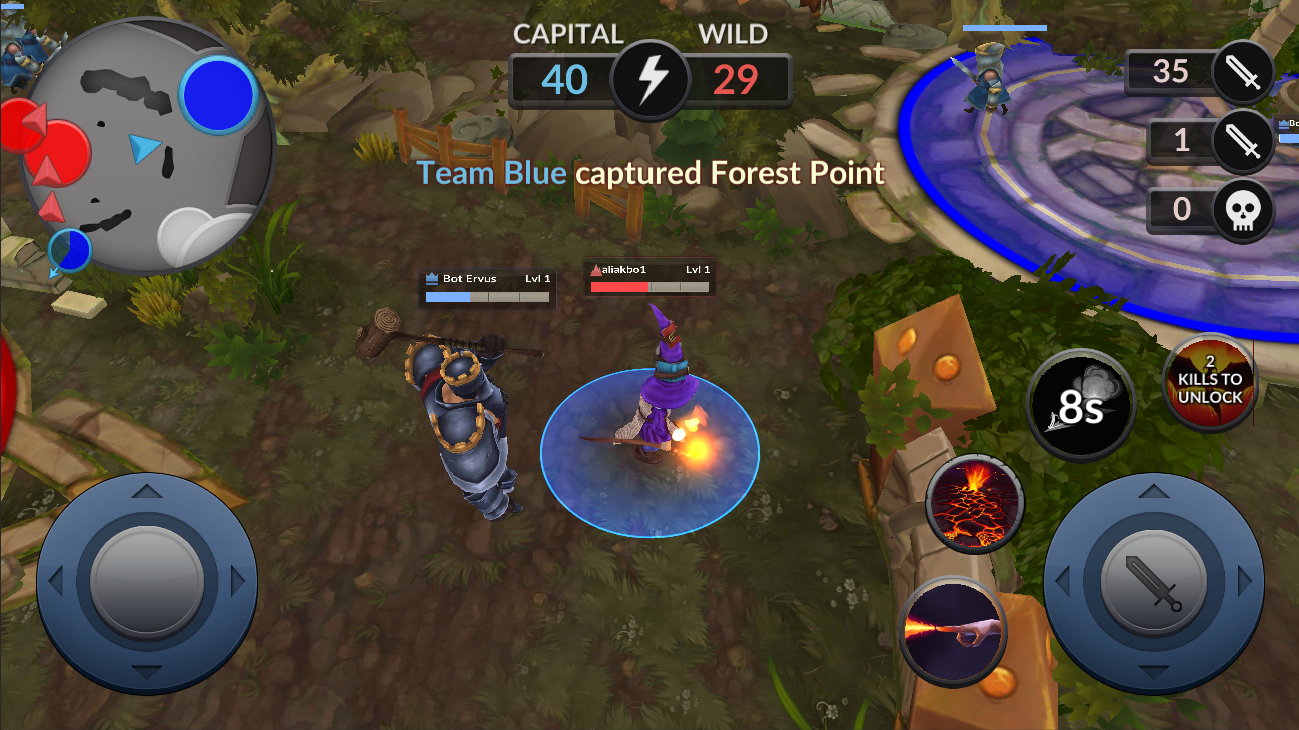 CAPITAL WILD
40 29
35
1
0
Team Blue captured Forest Point
Bot Ervus Lvl 1
aliakbo1 Lvl 1
8s
2
KILLS TO
UNLOCK
Bo